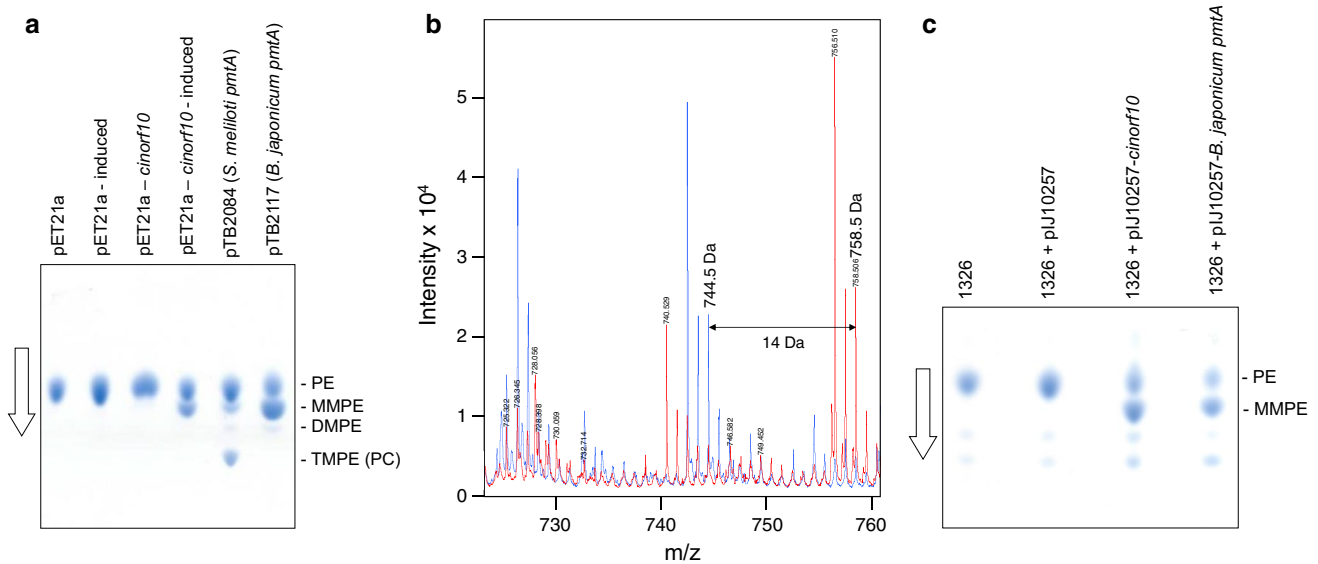 a
pET21a
pET21a - induced
pET21a – cinorf10
pET21a – cinorf10 - induced
pTB2084 (S. meliloti pmtA)
pTB2117 (B. japonicum pmtA)
- PE
- MMPE
- DMPE
- TMPE (PC)
b
Intensity x 10⁴
5
4
3
2
1
0
730
740
750
760
m/z
725.322
726.345
728.056
728.398
730.059
732.714
740.529
744.5 Da
746.582
749.452
756.510
758.506
758.5 Da
14 Da
c
1326
1326 + pIJ10257
1326 + pIJ10257-cinorf10
1326 + pIJ10257-B. japonicum pmtA
- PE
- MMPE